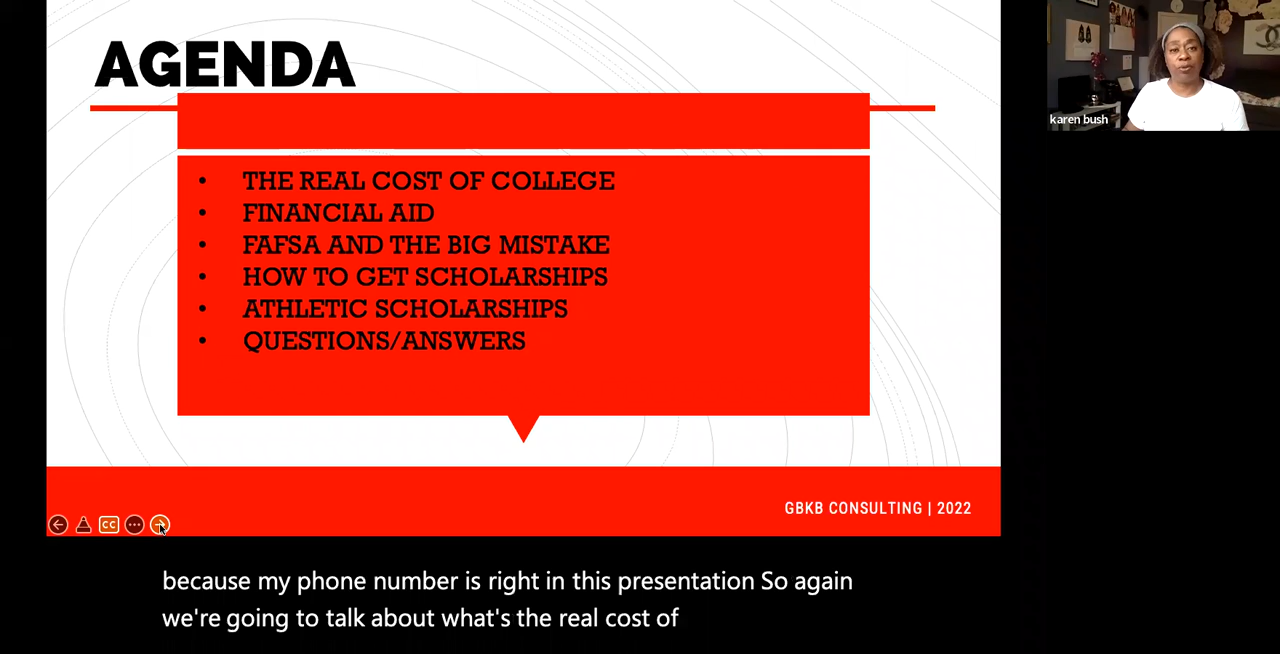 AGENDA
• THE REAL COST OF COLLEGE
• FINANCIAL AID
• FAFSA AND THE BIG MISTAKE
• HOW TO GET SCHOLARSHIPS
• ATHLETIC SCHOLARSHIPS
• QUESTIONS/ANSWERS
GBKB CONSULTING | 2022
CC
karen bush
because my phone number is right in this presentation So again
we're going to talk about what's the real cost of